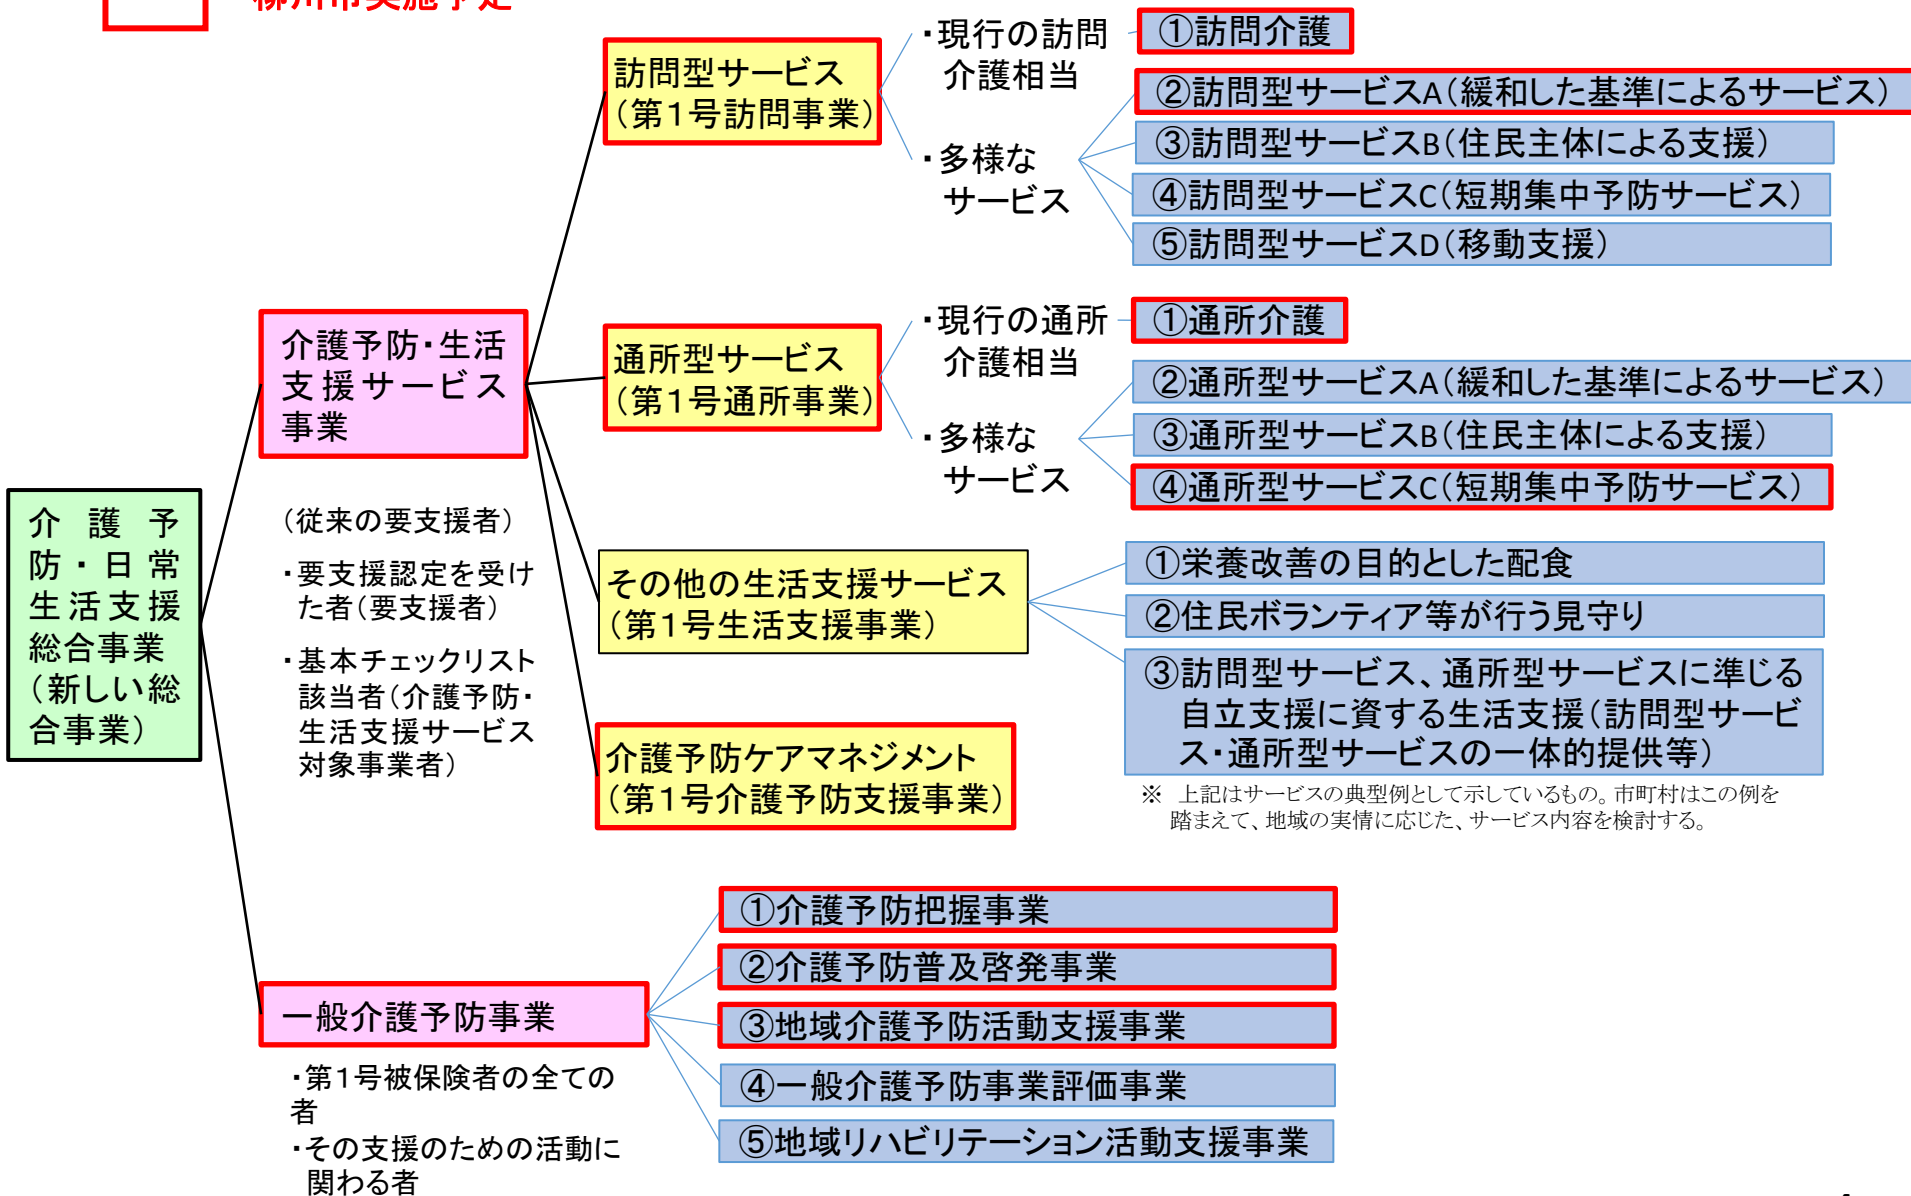 柳川市実施予定
訪問型サービス
（第１号訪問事業）
・現行の訪問
介護相当
①訪問介護
・多様な
サービス
②訪問型サービスA（緩和した基準によるサービス）
③訪問型サービスB（住民主体による支援）
④訪問型サービスC（短期集中予防サービス）
⑤訪問型サービスD（移動支援）
介護予防・生活
支援サービス
事業
通所型サービス
（第１号通所事業）
・現行の通所
介護相当
①通所介護
・多様な
サービス
②通所型サービスA（緩和した基準によるサービス）
③通所型サービスB（住民主体による支援）
④通所型サービスC（短期集中予防サービス）
介護予
防・日常
生活支援
総合事業
（新しい総
合事業）
（従来の要支援者）
・要支援認定を受け
た者（要支援者）
・基本チェックリスト
該当者（介護予防・
生活支援サービス
対象事業者）
その他の生活支援サービス
（第１号生活支援事業）
①栄養改善の目的とした配食
②住民ボランティア等が行う見守り
③訪問型サービス、通所型サービスに準じる
自立支援に資する生活支援（訪問型サービ
ス・通所型サービスの一体的提供等）
介護予防ケアマネジメント
（第１号介護予防支援事業）
※　上記はサービスの典型例として示しているもの。市町村はこの例を
踏まえて、地域の実情に応じた、サービス内容を検討する。
一般介護予防事業
・第１号被保険者の全ての
者
・その支援のための活動に
関わる者
①介護予防把握事業
②介護予防普及啓発事業
③地域介護予防活動支援事業
④一般介護予防事業評価事業
⑤地域リハビリテーション活動支援事業